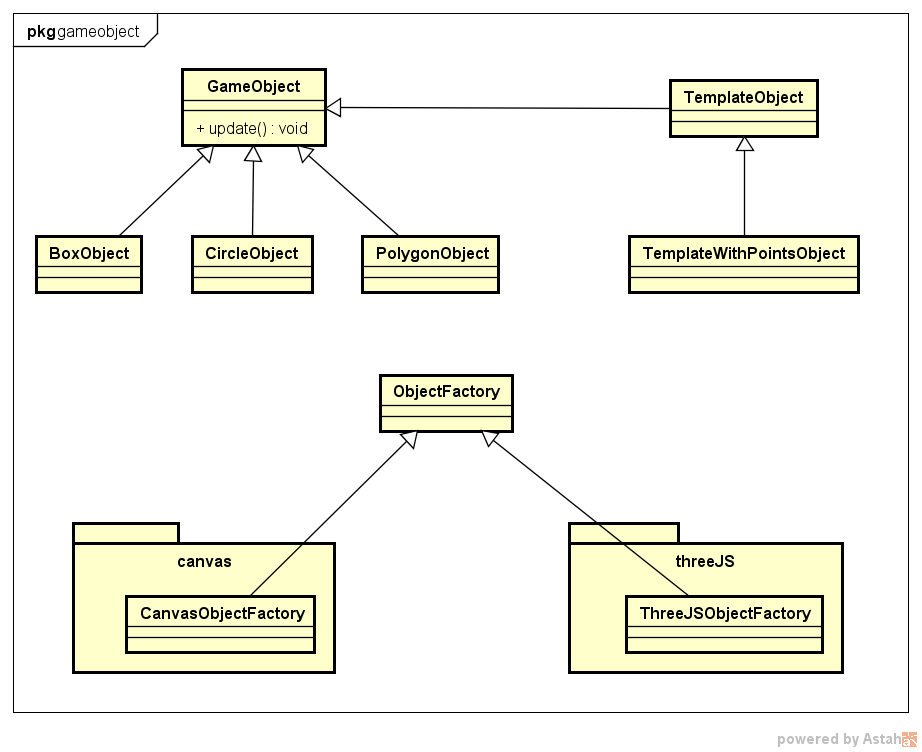 pkg gameobject
GameObject
+ update() : void
TemplateObject
BoxObject
CircleObject
PolygonObject
TemplateWithPointsObject
ObjectFactory
canvas
threeJS
CanvasObjectFactory
ThreeJSObjectFactory
powered by Astah